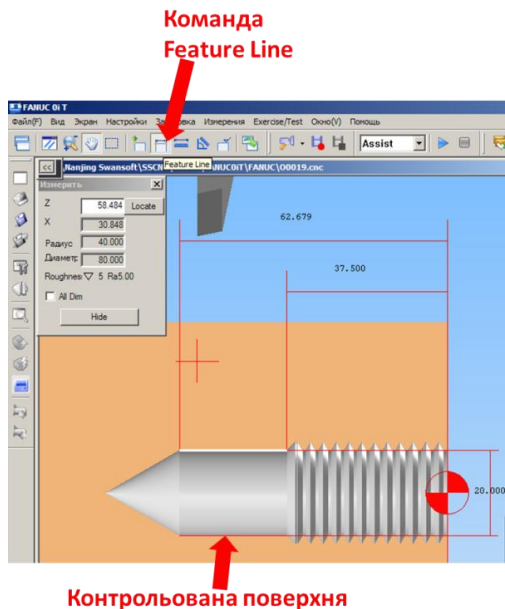 Команда
Feature Line
FANUC 0i T
Файл(F) Вид Экран Настройки Измерения Exercise/Test Окно(V) Помощь
Assist
<< Nanjing Swansoft\SSCN FANUC0iT\FANUC\O0019.cnc
Feature Line
Измерить
Z 58.484 Locate
X 30.848
Радиус 40.000
Диаметр 80.000
Roughnes: 5 Ra5.00
All Dim
Hide
62.679
37.500
20.000
Контрольована поверхня